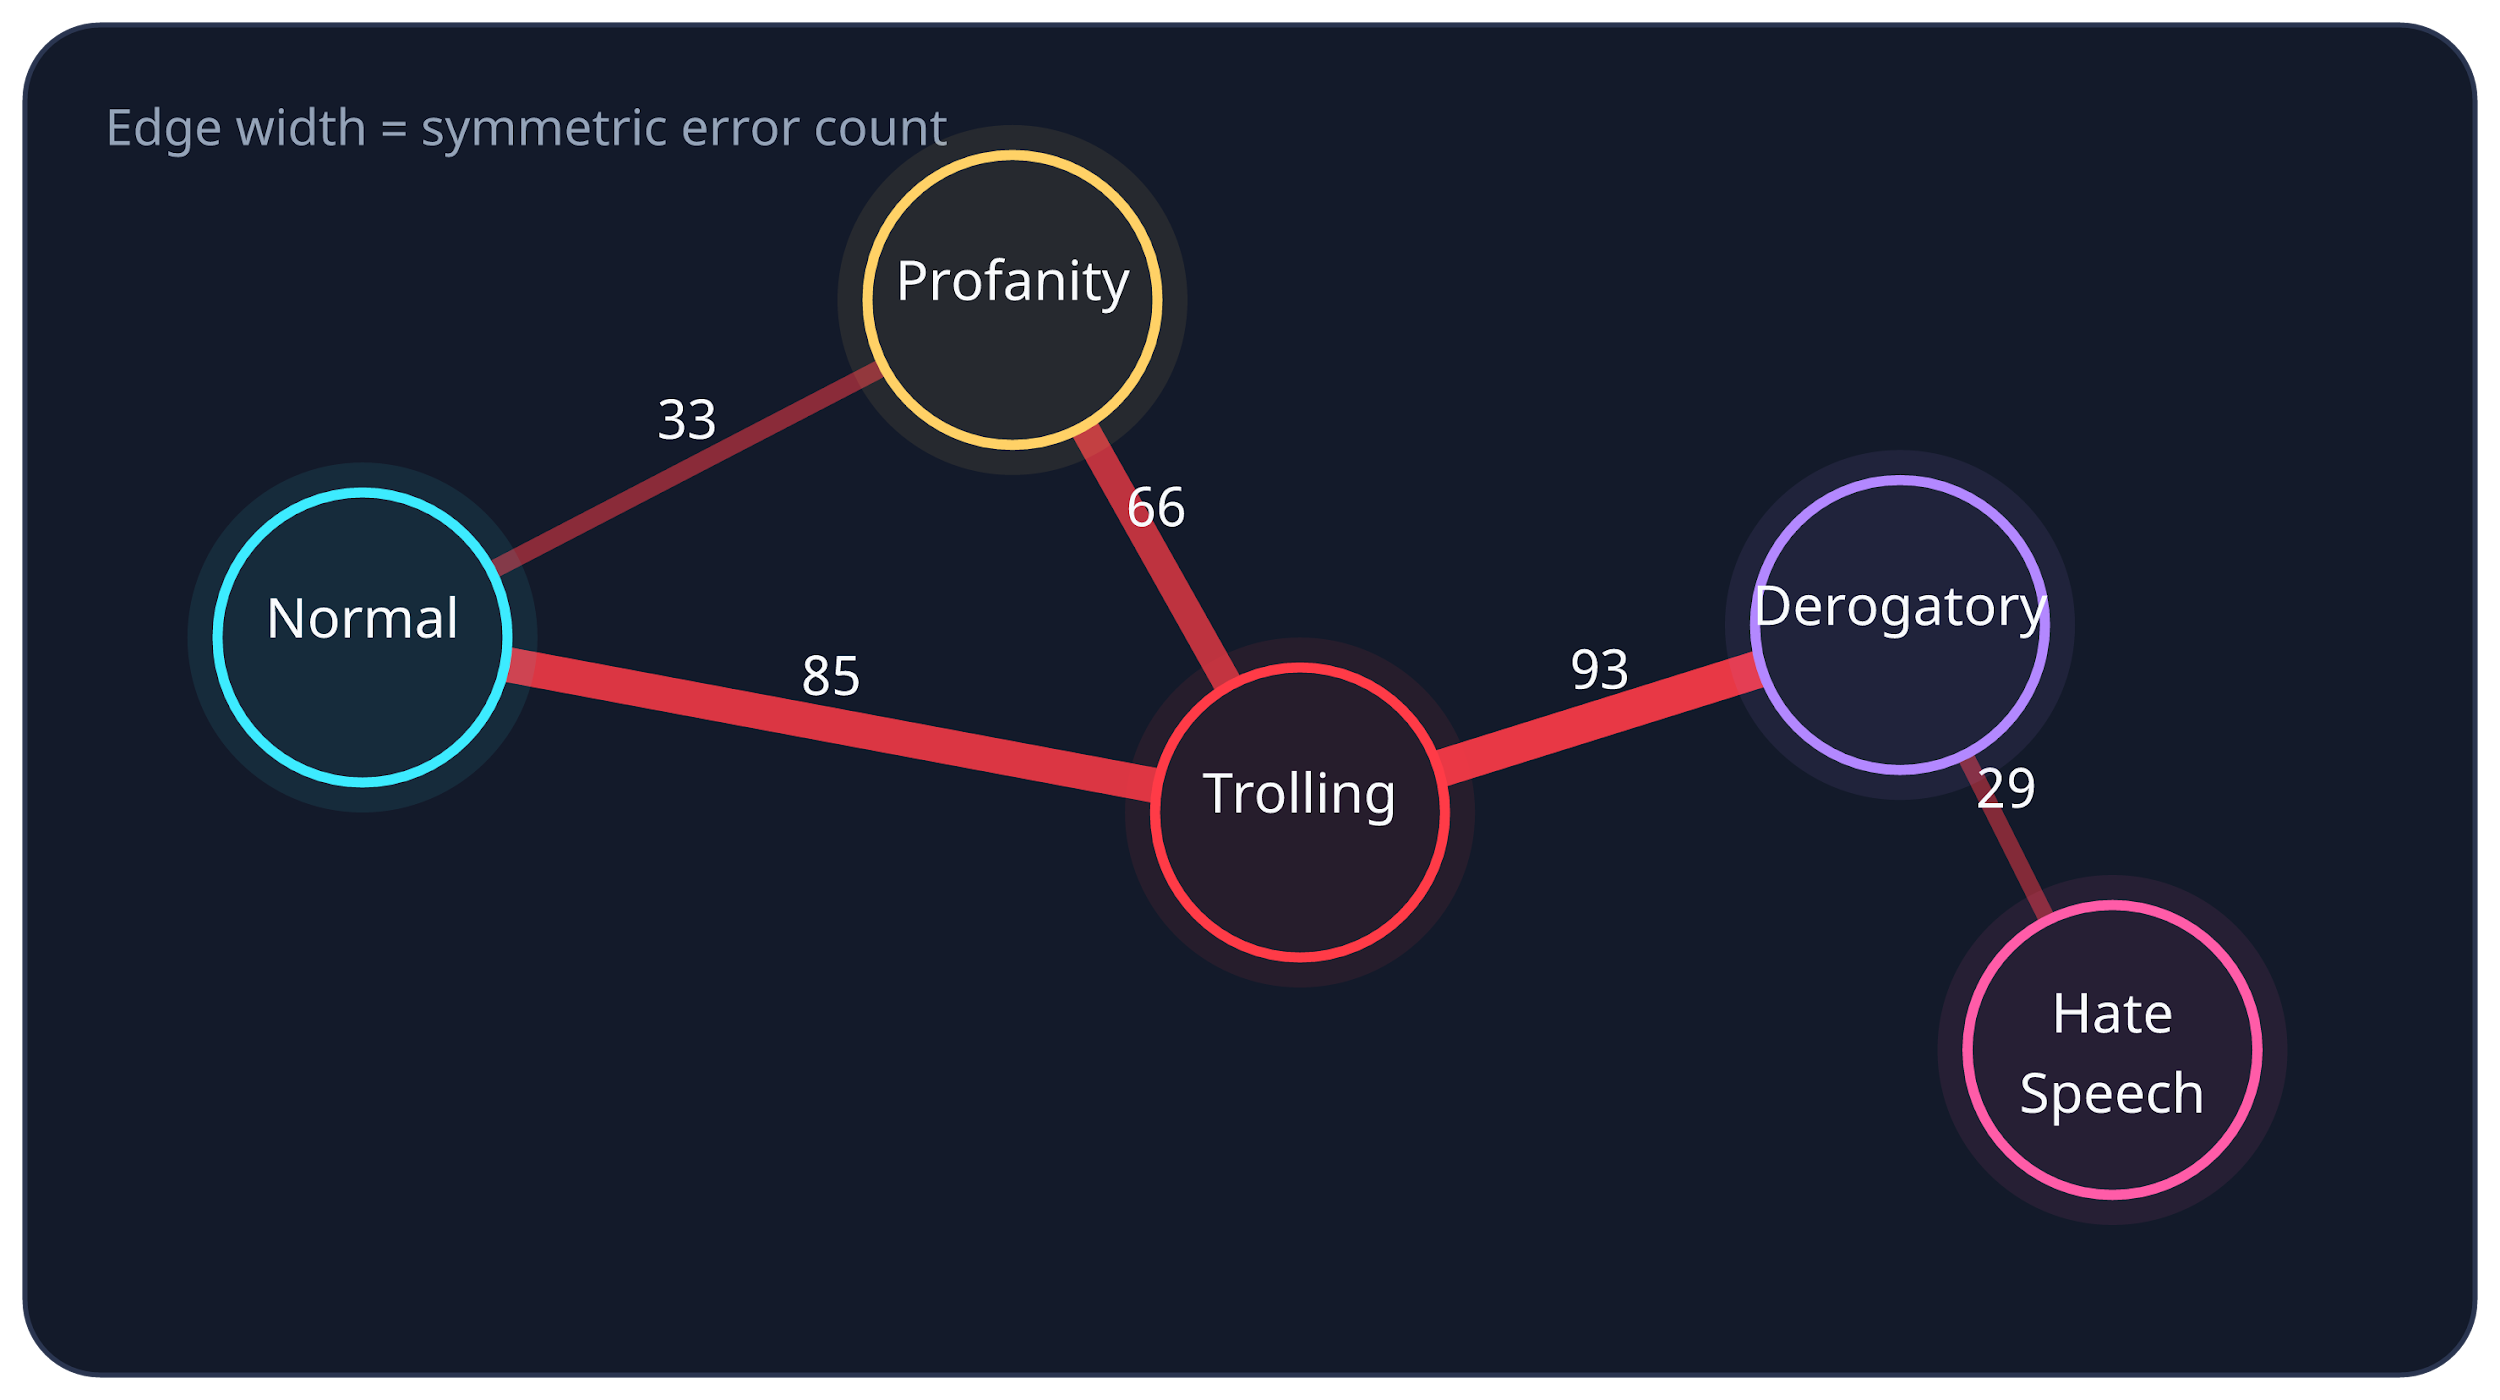 Edge width = symmetric error count
Profanity
33
66
Normal
Derogatory
85
93
Trolling
29
Hate
Speech